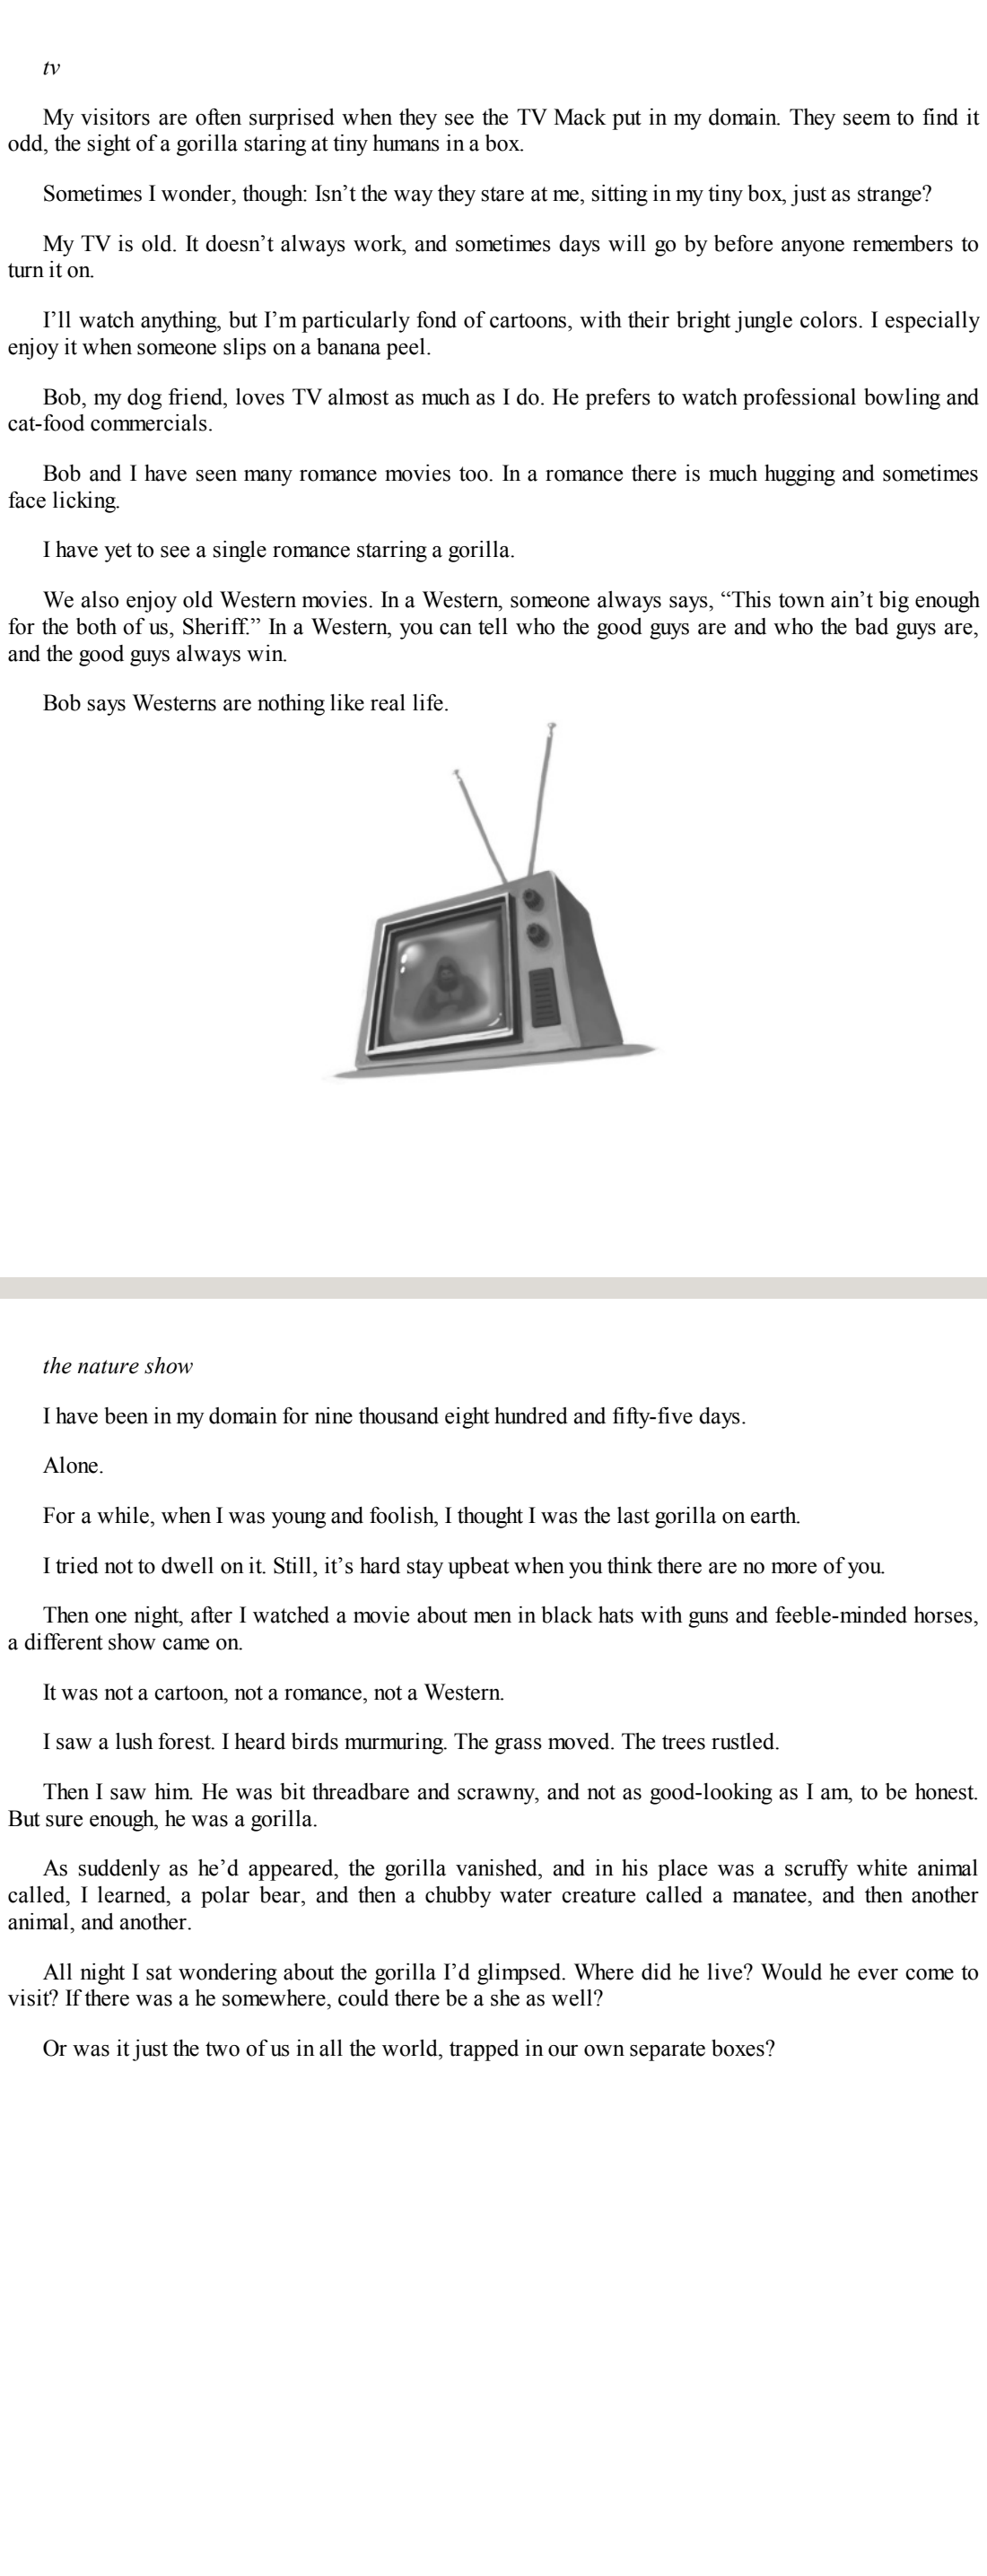 tv
My visitors are often surprised when they see the TV Mack put in my domain. They seem to find it
odd, the sight of a gorilla staring at tiny humans in a box.
Sometimes I wonder, though: Isn’t the way they stare at me, sitting in my tiny box, just as strange?
My TV is old. It doesn’t always work, and sometimes days will go by before anyone remembers to
turn it on.
I’ll watch anything, but I’m particularly fond of cartoons, with their bright jungle colors. I especially
enjoy it when someone slips on a banana peel.
Bob, my dog friend, loves TV almost as much as I do. He prefers to watch professional bowling and
cat-food commercials.
Bob and I have seen many romance movies too. In a romance there is much hugging and sometimes
face licking.
I have yet to see a single romance starring a gorilla.
We also enjoy old Western movies. In a Western, someone always says, “This town ain’t big enough
for the both of us, Sheriff.” In a Western, you can tell who the good guys are and who the bad guys are,
and the good guys always win.
Bob says Westerns are nothing like real life.
the nature show
I have been in my domain for nine thousand eight hundred and fifty-five days.
Alone.
For a while, when I was young and foolish, I thought I was the last gorilla on earth.
I tried not to dwell on it. Still, it’s hard stay upbeat when you think there are no more of you.
Then one night, after I watched a movie about men in black hats with guns and feeble-minded horses,
a different show came on.
It was not a cartoon, not a romance, not a Western.
I saw a lush forest. I heard birds murmuring. The grass moved. The trees rustled.
Then I saw him. He was bit threadbare and scrawny, and not as good-looking as I am, to be honest.
But sure enough, he was a gorilla.
As suddenly as he’d appeared, the gorilla vanished, and in his place was a scruffy white animal
called, I learned, a polar bear, and then a chubby water creature called a manatee, and then another
animal, and another.
All night I sat wondering about the gorilla I’d glimpsed. Where did he live? Would he ever come to
visit? If there was a he somewhere, could there be a she as well?
Or was it just the two of us in all the world, trapped in our own separate boxes?